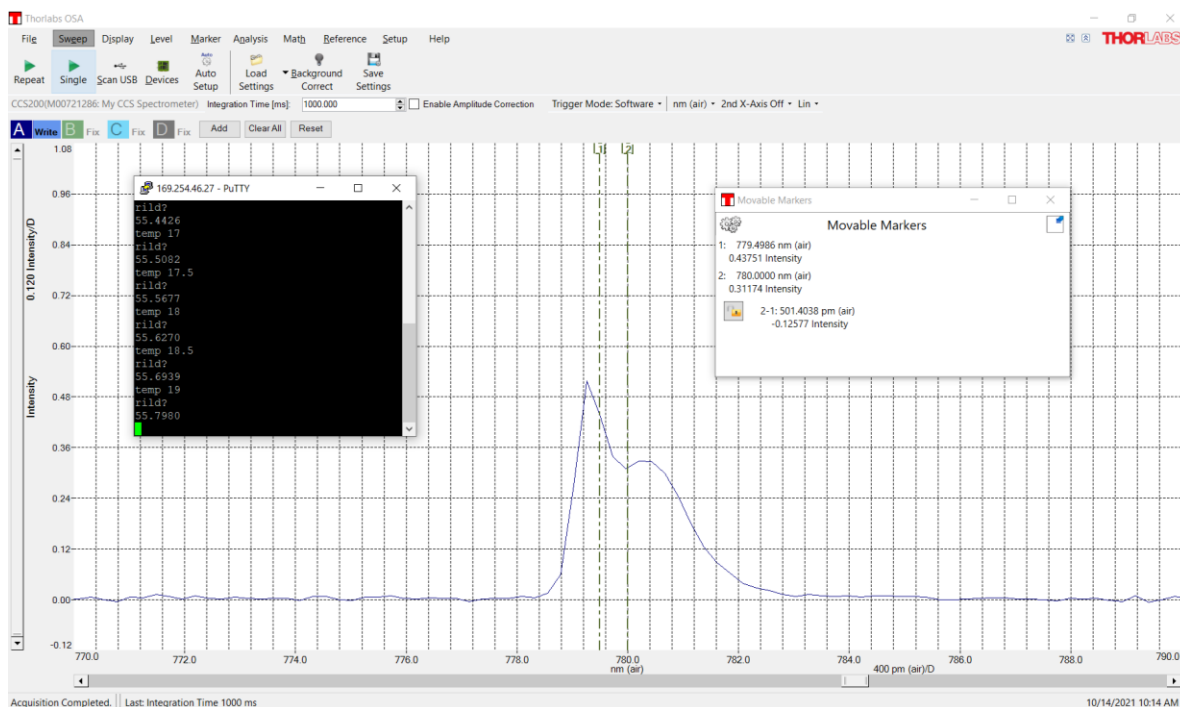 Thorlabs OSA
File Sweep Display Level Marker Analysis Math Reference Setup Help
THORLABS
Repeat Single Scan USB Devices Auto Setup Load Settings Background Correct Save Settings
CCS200(M00721286: My CCS Spectrometer) Integration Time [ms]: 1000.000 Enable Amplitude Correction Trigger Mode: Software nm (air) 2nd X-Axis Off Lin
A Write B Fix C Fix D Fix Add Clear All Reset
1.08
0.96
0.84
0.72
0.60
0.48
0.36
0.24
0.12
0.00
-0.12
0.120 Intensity/D
Intensity
1 2
169.254.46.27 - PuTTY
rild?
55.4426
temp 17
rild?
55.5082
temp 17.5
rild?
55.5677
temp 18
rild?
55.6270
temp 18.5
rild?
55.6939
temp 19
rild?
55.7980
Movable Markers
Movable Markers
1: 779.4986 nm (air)
0.43751 Intensity
2: 780.0000 nm (air)
0.31174 Intensity
2-1: 501.4038 pm (air)
-0.12577 Intensity
770.0 772.0 774.0 776.0 778.0 780.0 782.0 784.0 786.0 788.0 790.0
nm (air)
400 pm (air)/D
Acquisition Completed. Last: Integration Time 1000 ms
10/14/2021 10:14 AM